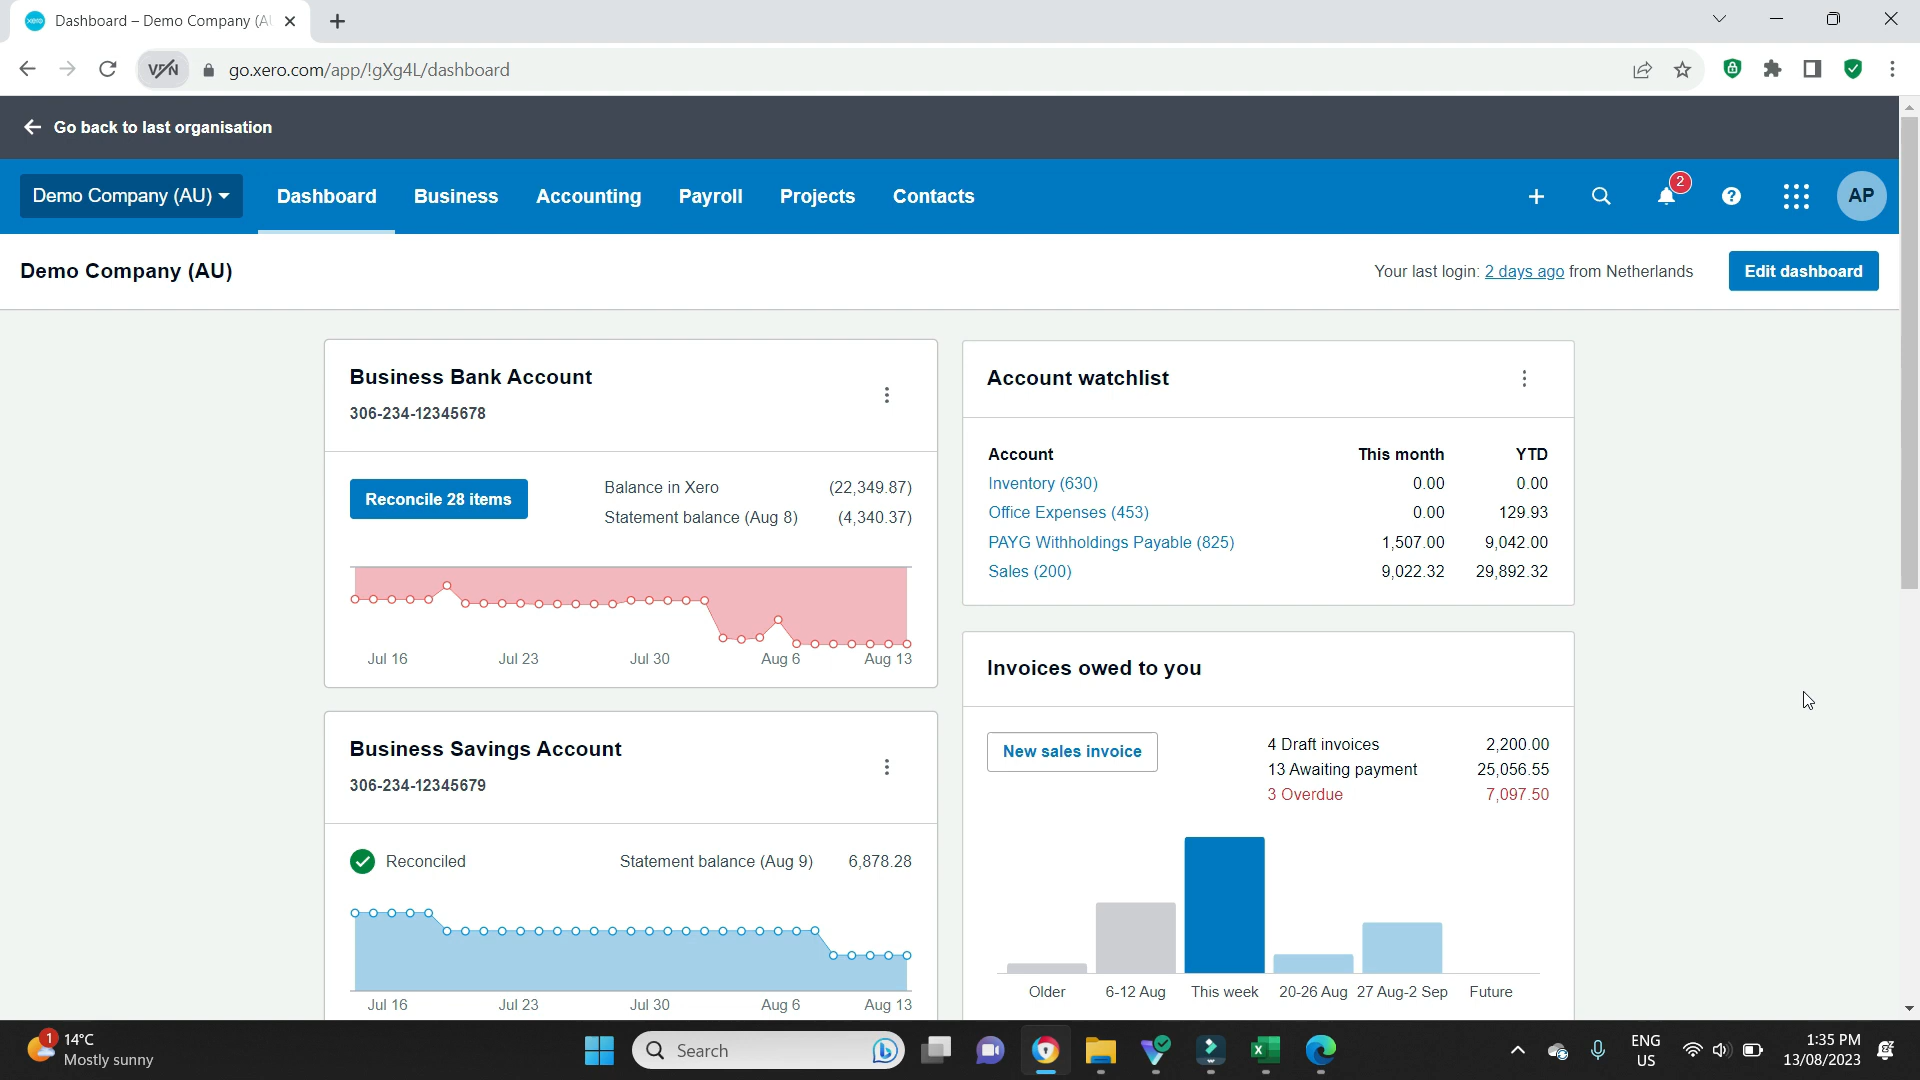 Dashboard – Demo Company (AU
go.xero.com/app/!gXg4L/dashboard
Go back to last organisation
Demo Company (AU) Dashboard Business Accounting Payroll Projects Contacts 2 AP
Demo Company (AU)
Your last login: 2 days ago from Netherlands
Edit dashboard
Business Bank Account
306-234-12345678
Reconcile 28 items
Balance in Xero (22,349.87)
Statement balance (Aug 8) (4,340.37)
Jul 16 Jul 23 Jul 30 Aug 6 Aug 13
Business Savings Account
306-234-12345679
Reconciled
Statement balance (Aug 9) 6,878.28
Jul 16 Jul 23 Jul 30 Aug 6 Aug 13
Account watchlist
Account This month YTD
Inventory (630) 0.00 0.00
Office Expenses (453) 0.00 129.93
PAYG Withholdings Payable (825) 1,507.00 9,042.00
Sales (200) 9,022.32 29,892.32
Invoices owed to you
New sales invoice
4 Draft invoices 2,200.00
13 Awaiting payment 25,056.55
3 Overdue 7,097.50
Older 6-12 Aug This week 20-26 Aug 27 Aug-2 Sep Future
1
14°C
Mostly sunny
Search
ENG
US
1:35 PM
13/08/2023